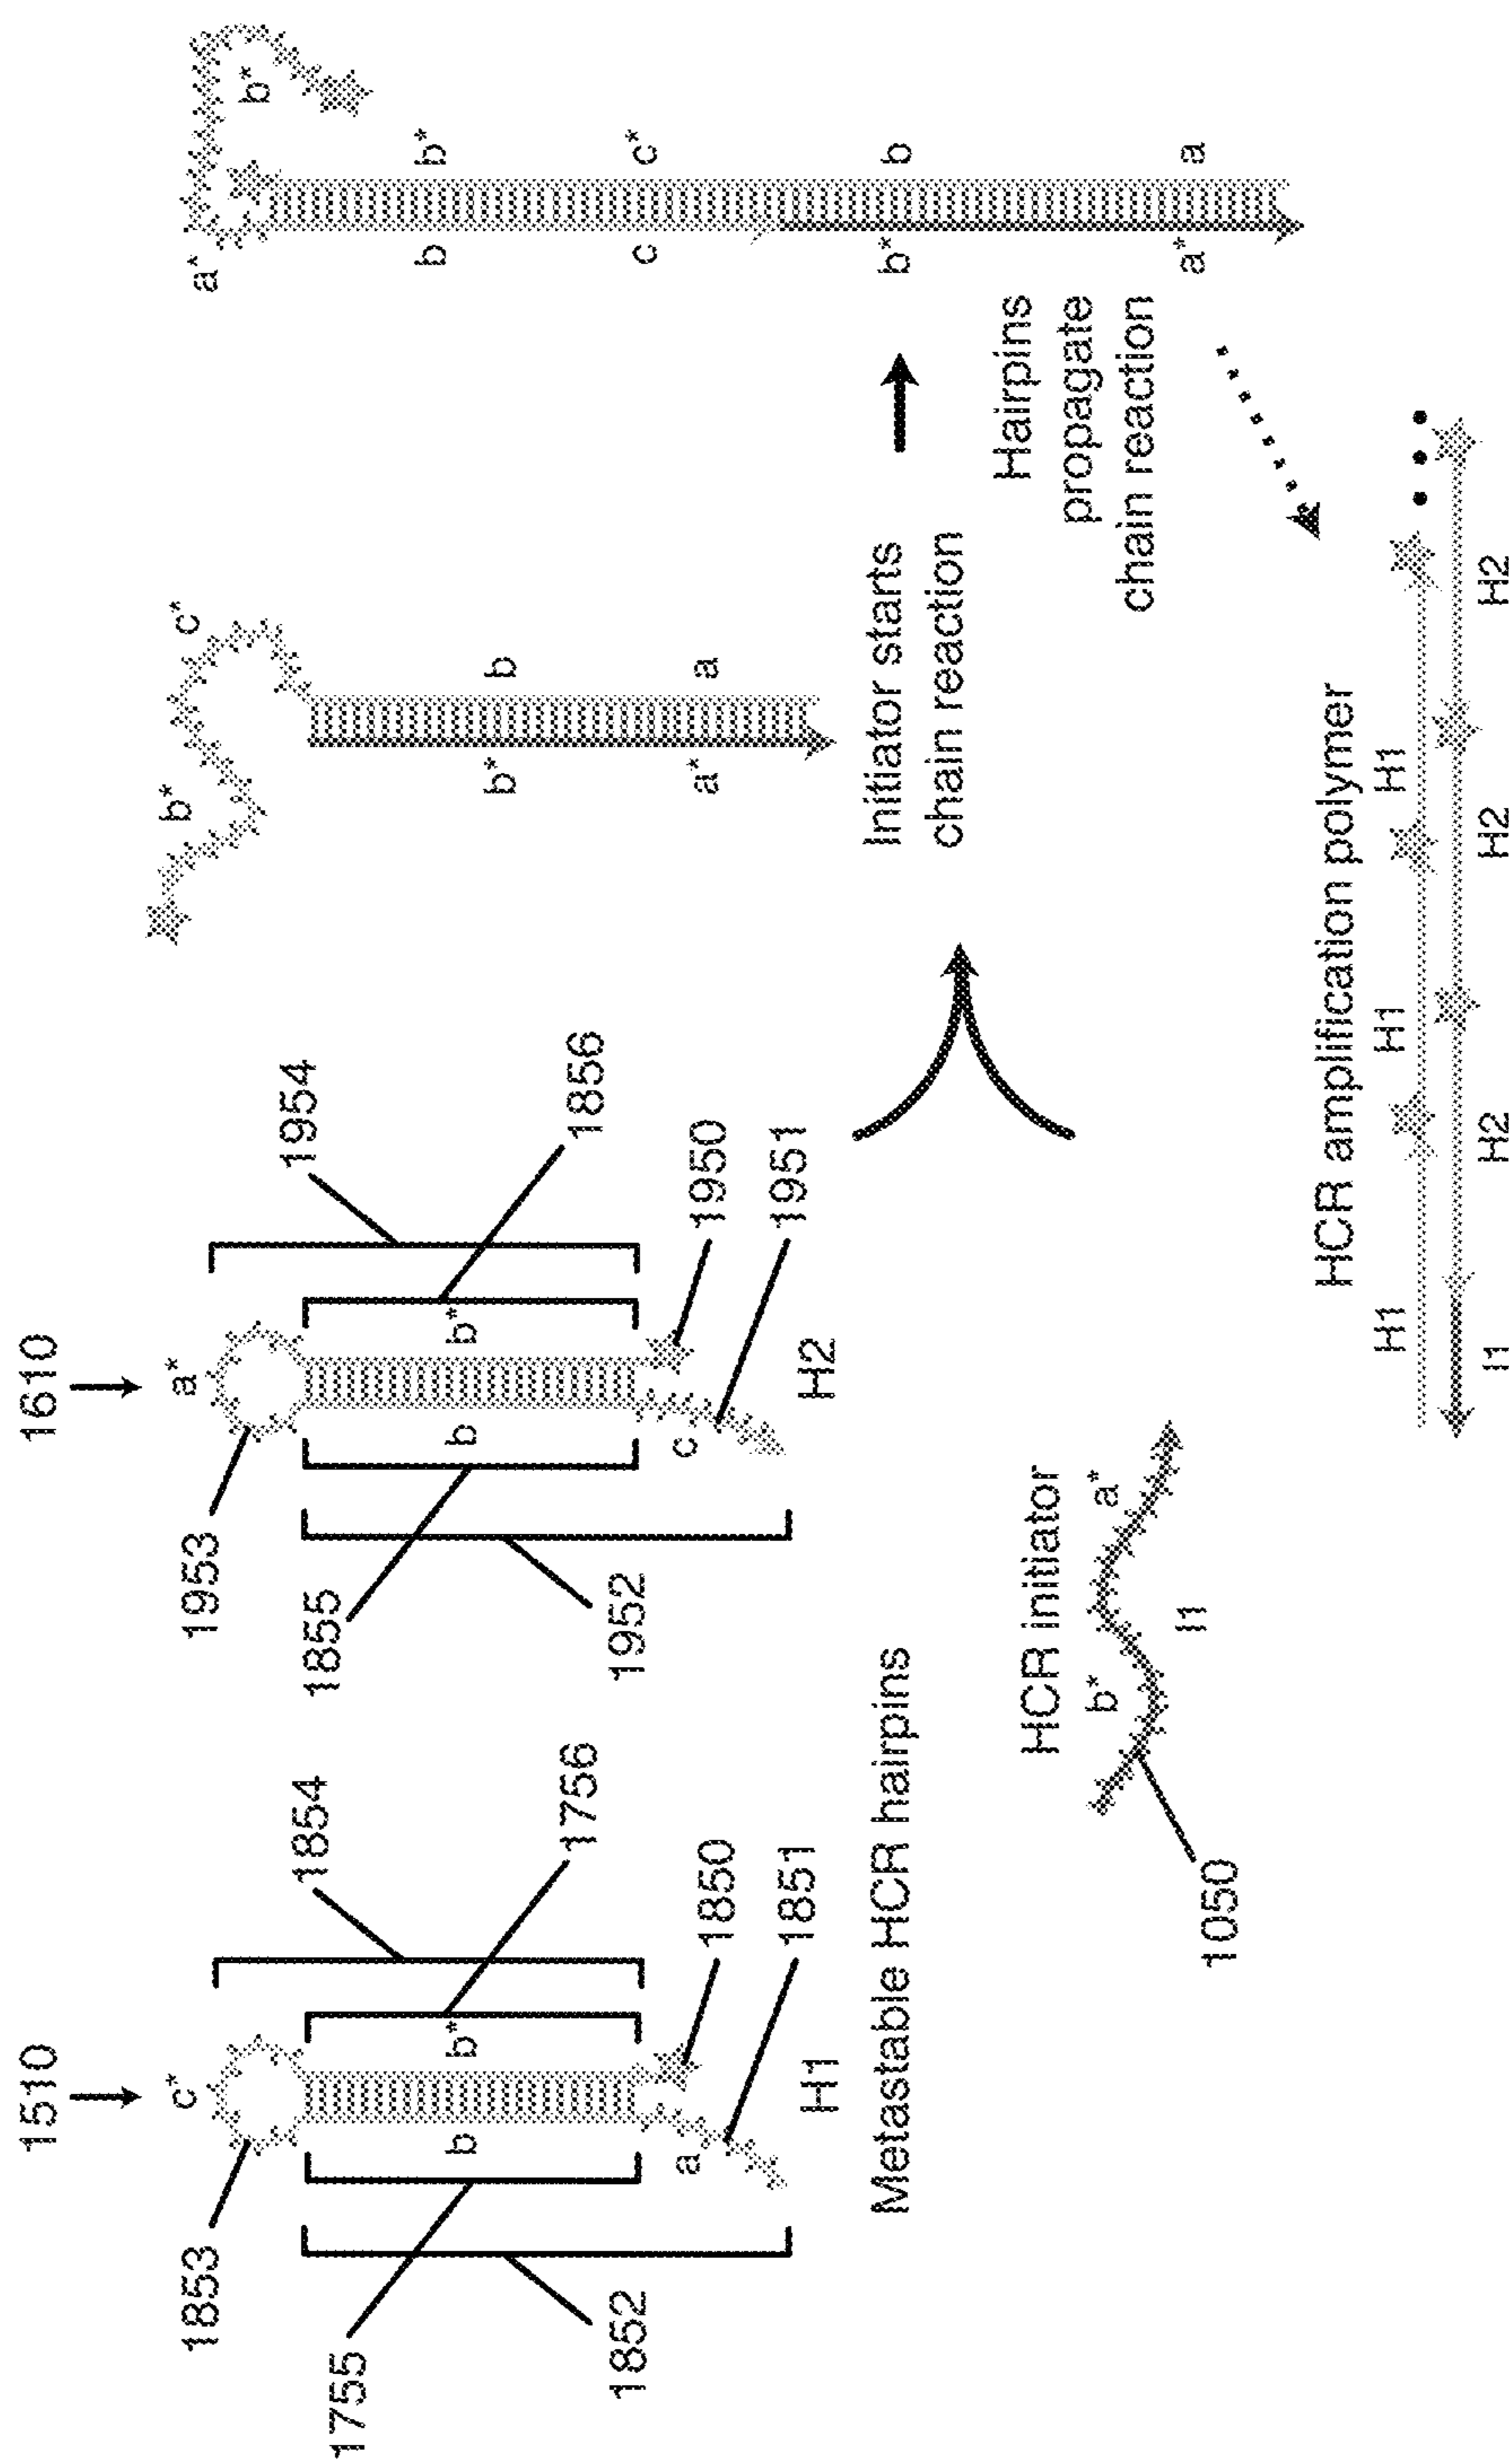 1510
c*
1853
1854
1755
b
b*
1756
1852
a
1850
1851
H1
1610
a*
1953
1954
1855
b
b*
1856
1952
c
1950
1951
H2
Metastable HCR hairpins
HCR initiator
b*
a*
I1
1050
b*
c*
b*
b
a*
a
Initiator starts
chain reaction
a*
b*
b
b*
c
c*
b*
b
a*
a
Hairpins
propagate
chain reaction
HCR amplification polymer
H1
H1
H1
I1
H2
H2
H2